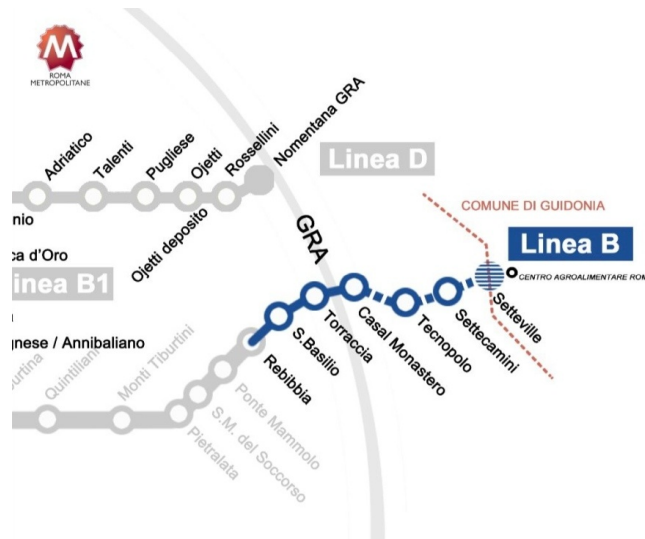 M
ROMA
METROPOLITANE
Adriatico
Talenti
Pugliese
Ojetti
Rossellini
Nomentana GRA
Ojetti deposito
Linea D
GRA
COMUNE DI GUIDONIA
Linea B
CENTRO AGROALIMENTARE ROM
nio
ca d'Oro
inea B1
gnese / Annibaliano
urtina
Quintiliani
Monti Tiburtini
Pietralata
S.M. del Soccorso
Ponte Mammolo
Rebibbia
S.Basilio
Torraccia
Casal Monastero
Tecnopolo
Settecamini
Setteville